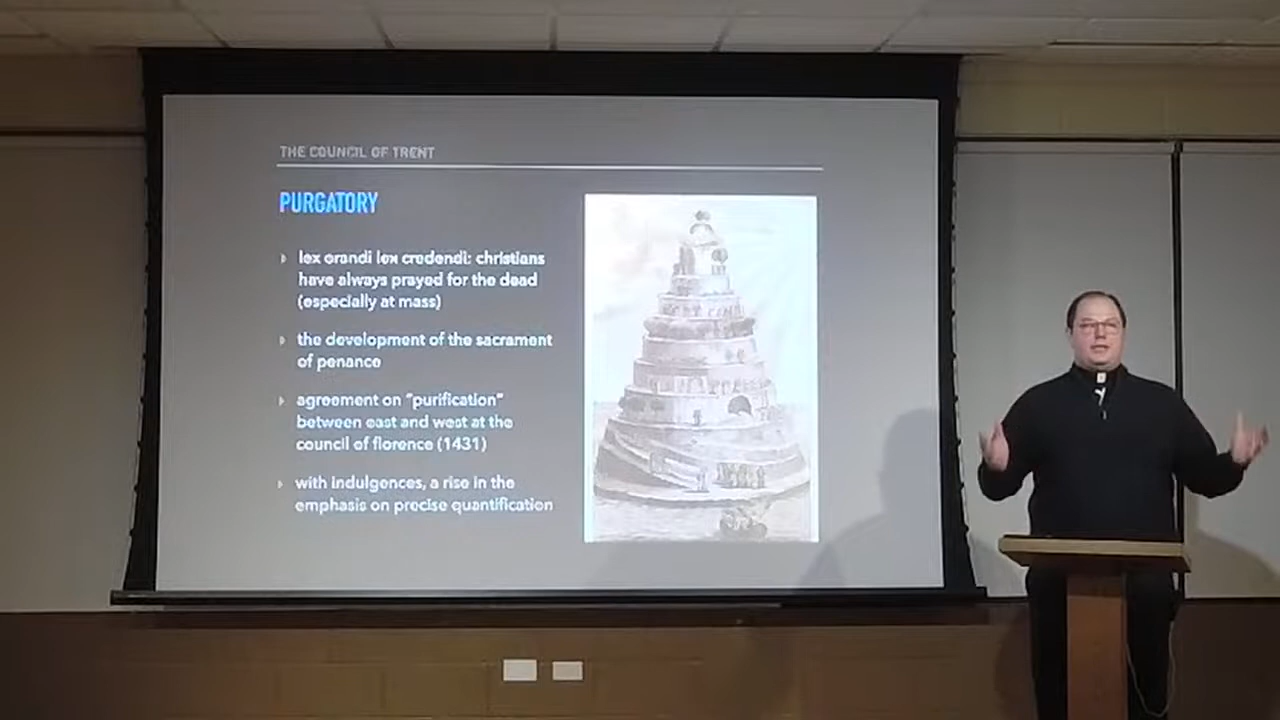 THE COUNCIL OF TRENT
PURGATORY
lex orandi lex credendi: christians
have always prayed for the dead
(especially at mass)
the development of the sacrament
of penance
agreement on “purification”
between east and west at the
council of florence (1431)
with indulgences, a rise in the
emphasis on precise quantification